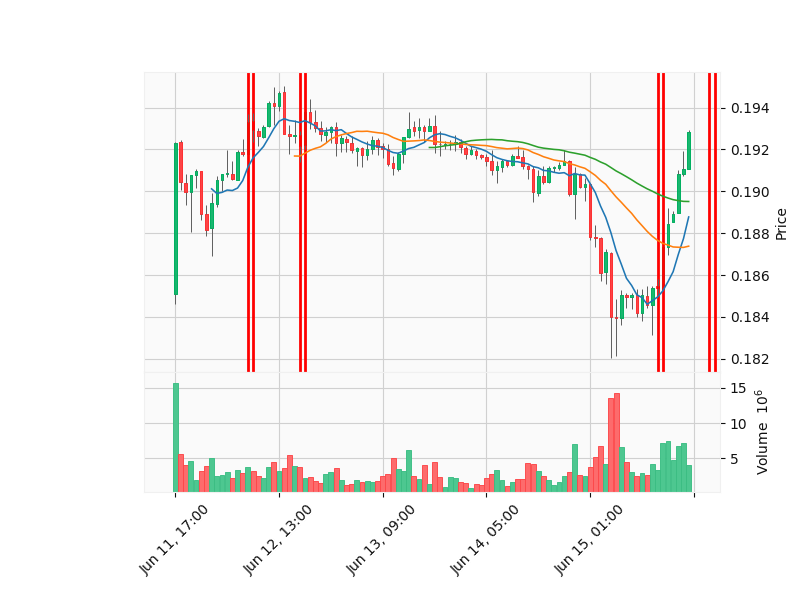 0.194
0.192
0.190
0.188
0.186
0.184
0.182
Price
15
10
5
Volume 10⁶
Jun 11, 17:00
Jun 12, 13:00
Jun 13, 09:00
Jun 14, 05:00
Jun 15, 01:00